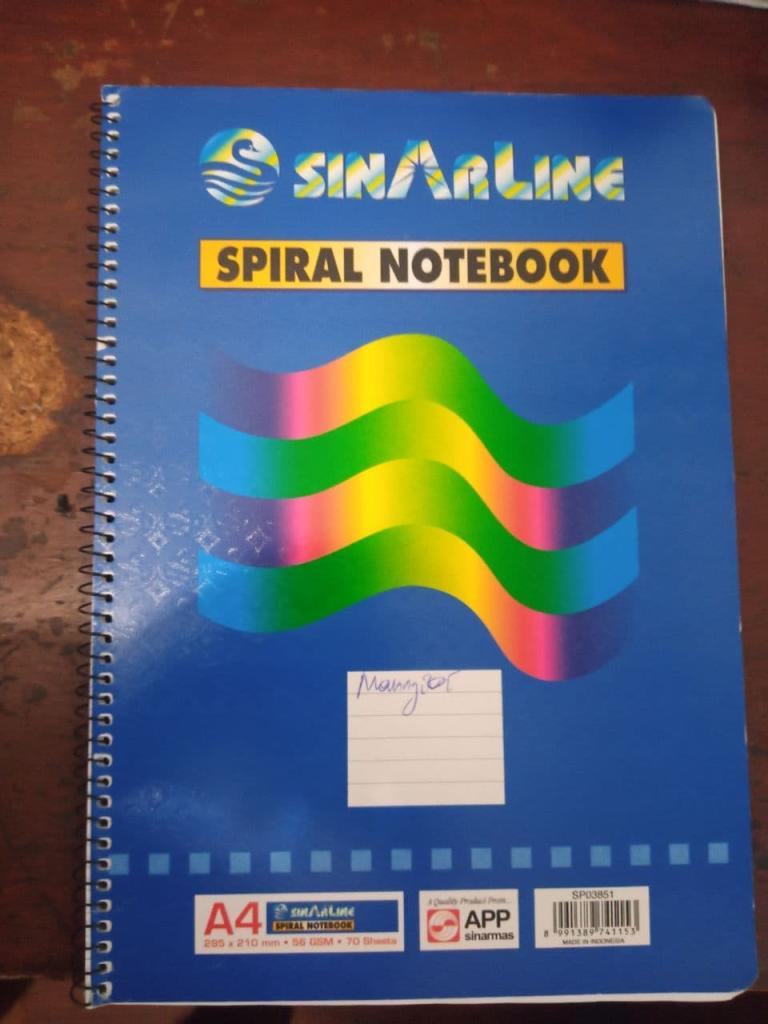 SINARLINE
SPIRAL NOTEBOOK
A4
SINARLINE
SPIRAL NOTEBOOK
295 x 210 mm • 56 GSM • 70 Sheets
A Quality Product From...
APP
sinarmas
SP03851
8 991389 741153
MADE IN INDONESIA